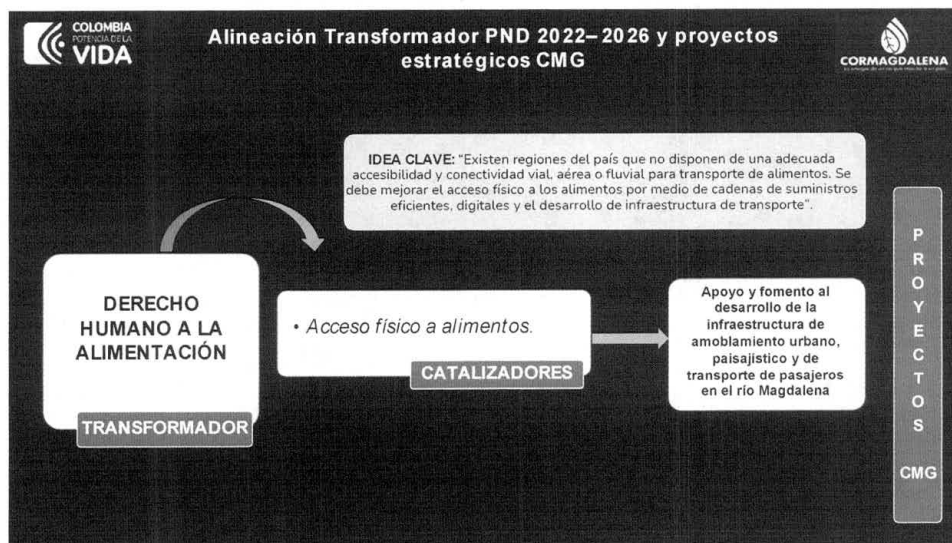 COLOMBIA
POTENCIA DE LA
VIDA
Alineación Transformador PND 2022–2026 y proyectos
estratégicos CMG
CORMAGDALENA
IDEA CLAVE: “Existen regiones del país que no disponen de una adecuada
accesibilidad y conectividad vial, aérea o fluvial para transporte de alimentos. Se
debe mejorar el acceso físico a los alimentos por medio de cadenas de suministros
eficientes, digitales y el desarrollo de infraestructura de transporte”.
DERECHO
HUMANO A LA
ALIMENTACIÓN
TRANSFORMADOR
• Acceso físico a alimentos.
CATALIZADORES
Apoyo y fomento al
desarrollo de la
infraestructura de
amoblamiento urbano,
paisajístico y de
transporte de pasajeros
en el río Magdalena
P
R
O
Y
E
C
T
O
S
CMG